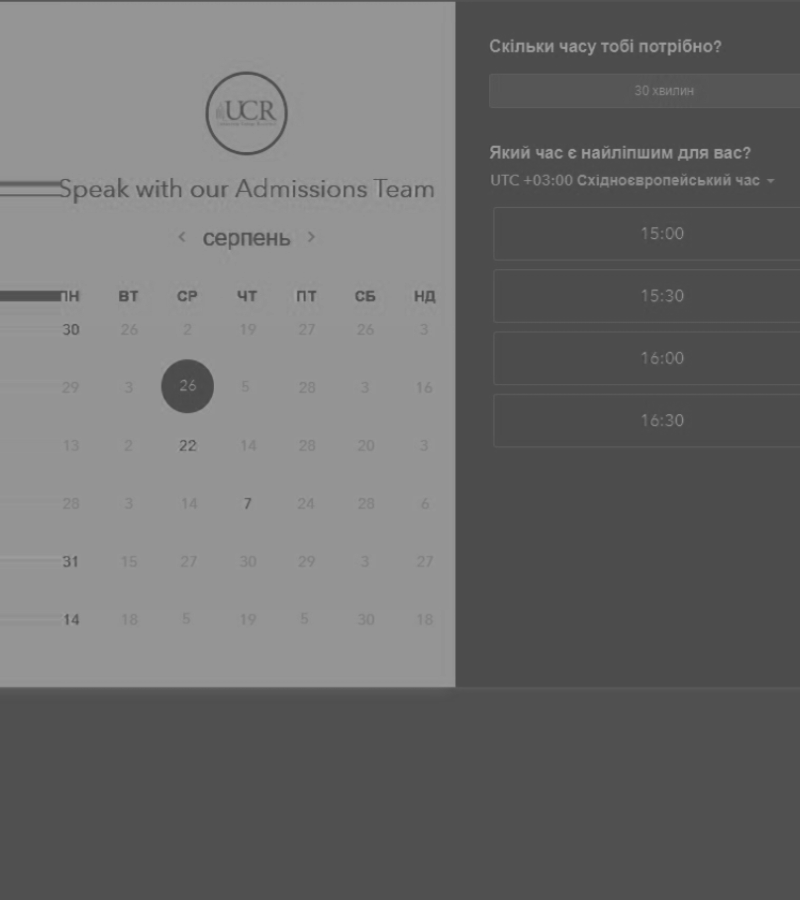 UCR
Speak with our Admissions Team
< серпень >
ПН ВТ СР ЧТ ПТ СБ НД
30 26 2 19 27 26 3
29 3 26 5 28 3 16
13 2 22 14 28 20 3
28 3 14 7 24 28 6
31 15 27 30 29 3 27
14 18 5 19 5 30 18
Скільки часу тобі потрібно?
30 хвилин
Який час є найліпшим для вас?
UTC +03:00 Східноєвропейський час
15:00
15:30
16:00
16:30